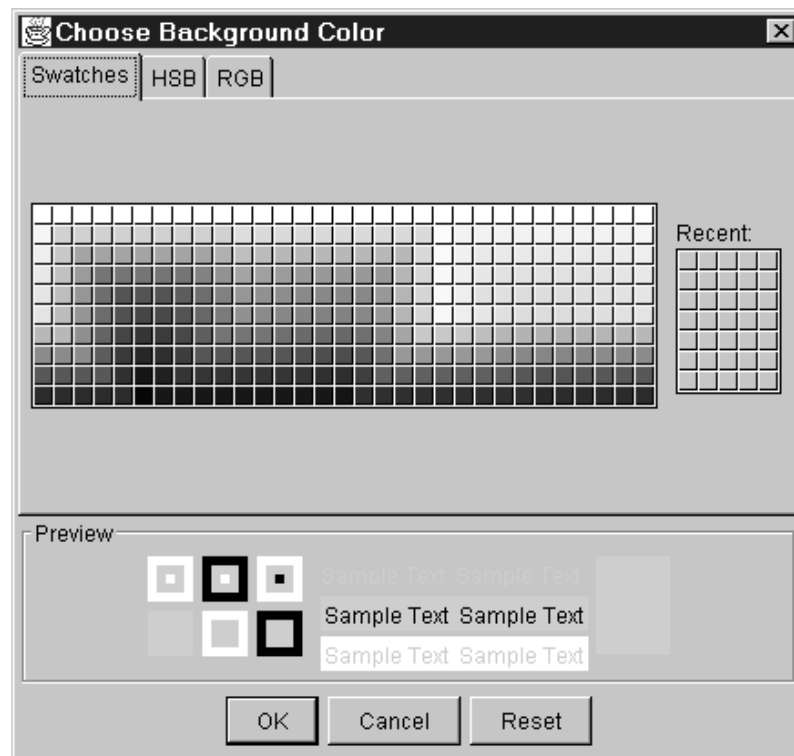 Choose Background Color
Swatches HSB RGB
Recent:
Preview
Sample Text Sample Text
Sample Text Sample Text
Sample Text Sample Text
OK Cancel Reset